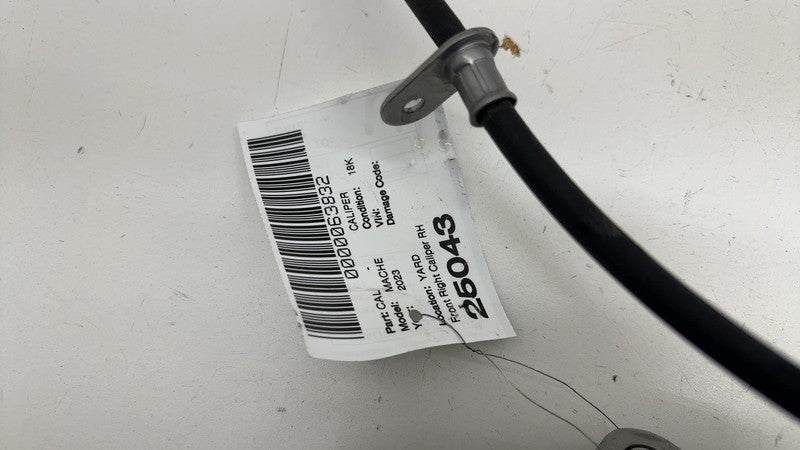 0000063832
Part: CAL - CALIPER
Model: MACHE Condition: 18K
2023 VIN:
Damage Code:
Location: YARD
Front Right Caliper RH
25043